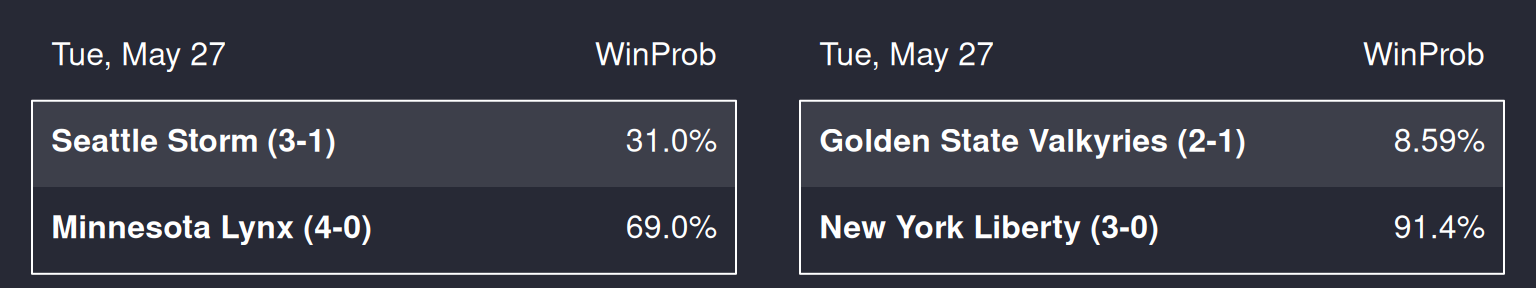 Tue, May 27 WinProb
Seattle Storm (3-1) 31.0%
Minnesota Lynx (4-0) 69.0%
Tue, May 27 WinProb
Golden State Valkyries (2-1) 8.59%
New York Liberty (3-0) 91.4%